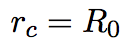 r_c = R_0